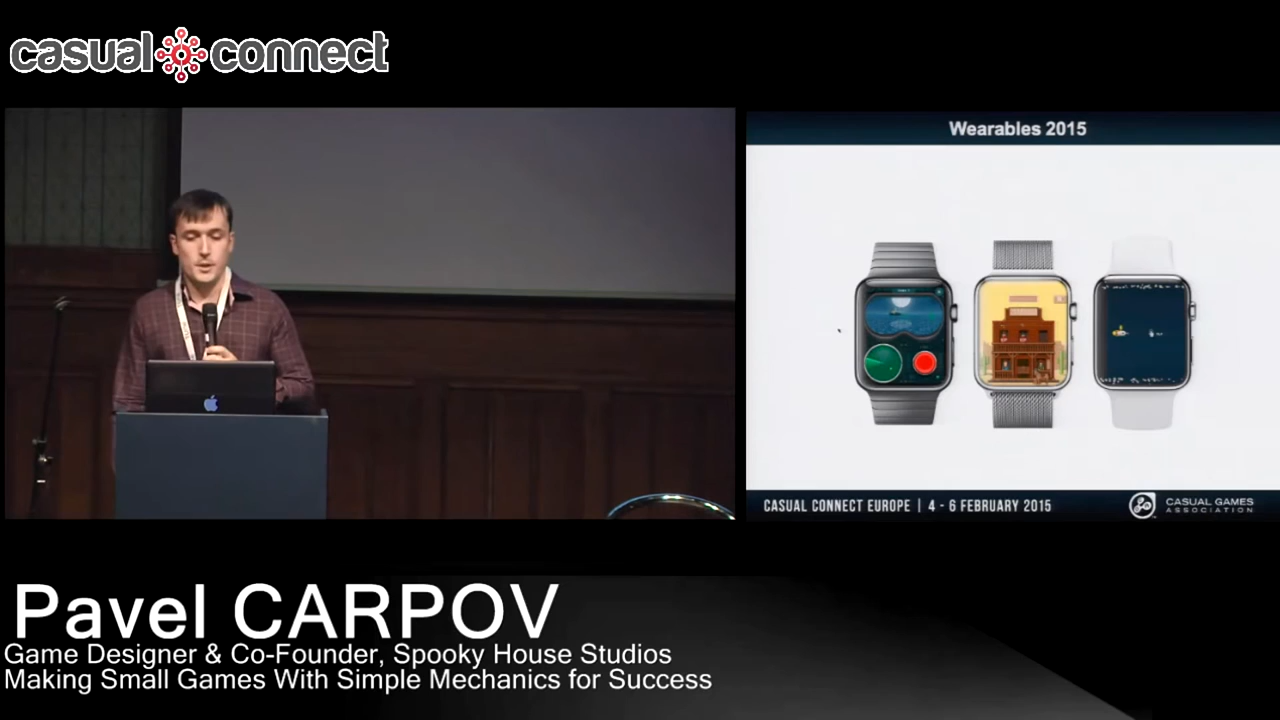 casual connect
Wearables 2015
CASUAL CONNECT EUROPE | 4 - 6 FEBRUARY 2015
CASUAL GAMES
ASSOCIATION
Pavel CARPOV
Game Designer & Co-Founder, Spooky House Studios
Making Small Games With Simple Mechanics for Success